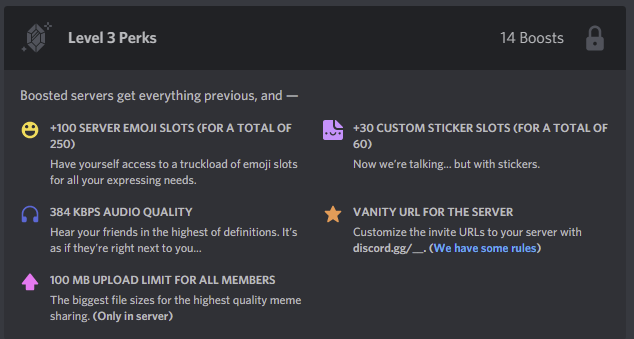 Level 3 Perks
14 Boosts
Boosted servers get everything previous, and —
+100 SERVER EMOJI SLOTS (FOR A TOTAL OF
250)
Have yourself access to a truckload of emoji slots
for all your expressing needs.
+30 CUSTOM STICKER SLOTS (FOR A TOTAL OF
60)
Now we're talking... but with stickers.
384 KBPS AUDIO QUALITY
Hear your friends in the highest of definitions. It's
as if they're right next to you...
VANITY URL FOR THE SERVER
Customize the invite URLs to your server with
discord.gg/__. (We have some rules)
100 MB UPLOAD LIMIT FOR ALL MEMBERS
The biggest file sizes for the highest quality meme
sharing. (Only in server)